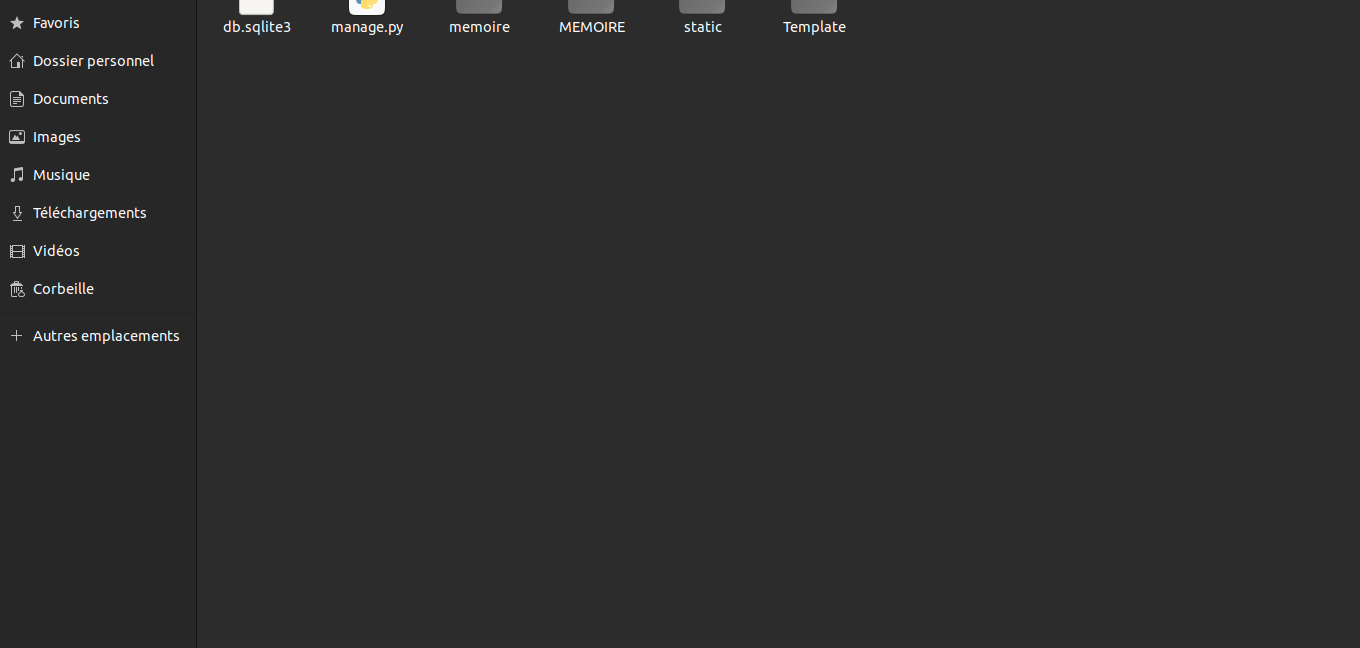 Favoris
Dossier personnel
Documents
Images
Musique
Téléchargements
Vidéos
Corbeille
Autres emplacements
db.sqlite3
manage.py
memoire
MEMOIRE
static
Template